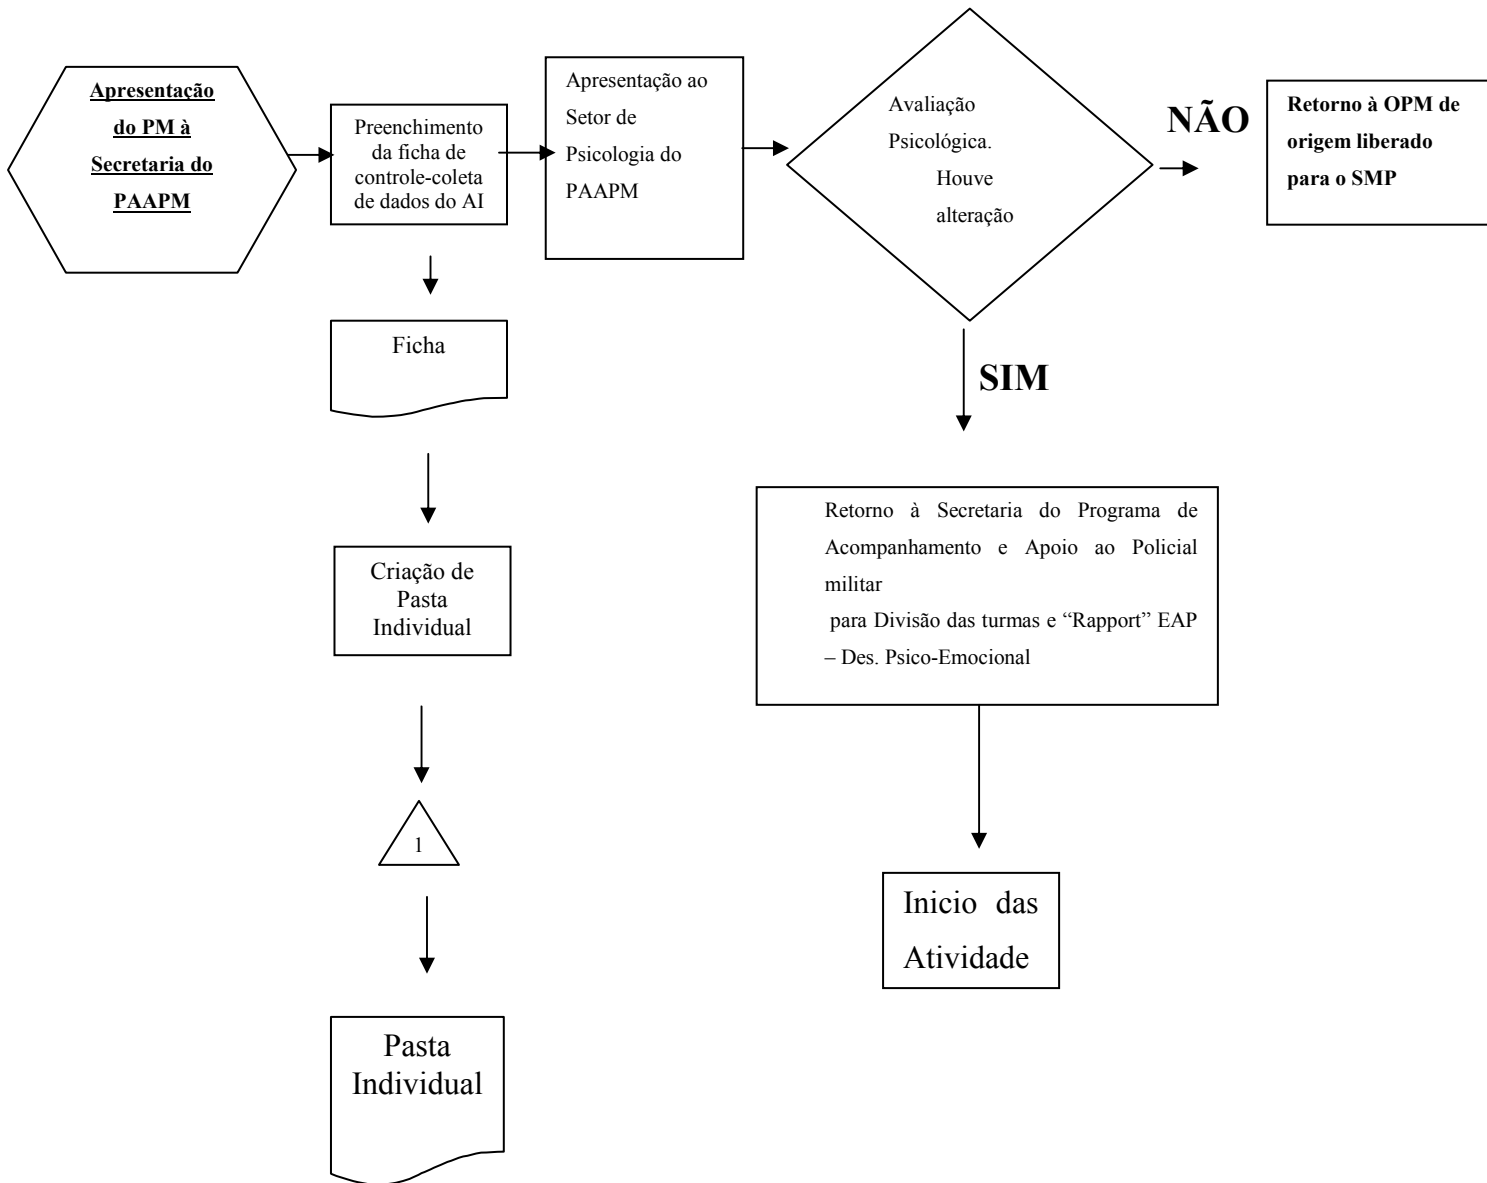 Apresentação
do PM à
Secretaria do
PAAPM
Preenchimento
da ficha de
controle-coleta
de dados do AI
Apresentação ao
Setor de
Psicologia do
PAAPM
Avaliação
Psicológica.
Houve
alteração
NÃO
Retorno à OPM de
origem liberado
para o SMP
Ficha
SIM
Criação de
Pasta
Individual
Retorno à Secretaria do Programa de
Acompanhamento e Apoio ao Policial
militar
para Divisão das turmas e “Rapport” EAP
– Des. Psico-Emocional
1
Inicio das
Atividade
Pasta
Individual